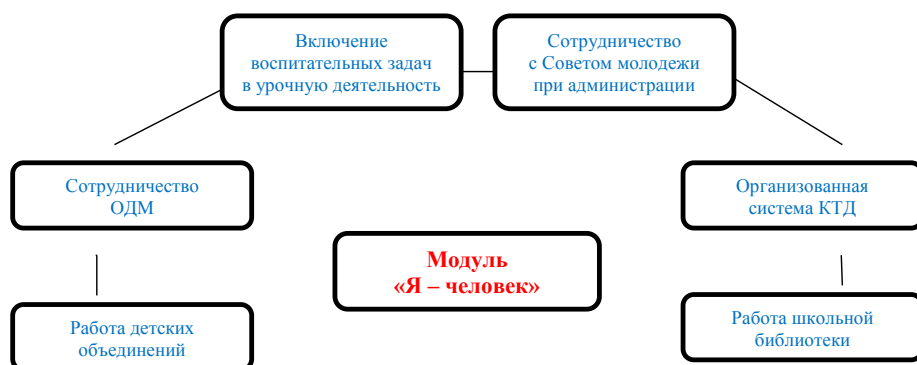 Включение
воспитательных задач
в урочную деятельность
Сотрудничество
с Советом молодежи
при администрации
Сотрудничество
ОДМ
Организованная
система КТД
Модуль
«Я – человек»
Работа детских
объединений
Работа школьной
библиотеки